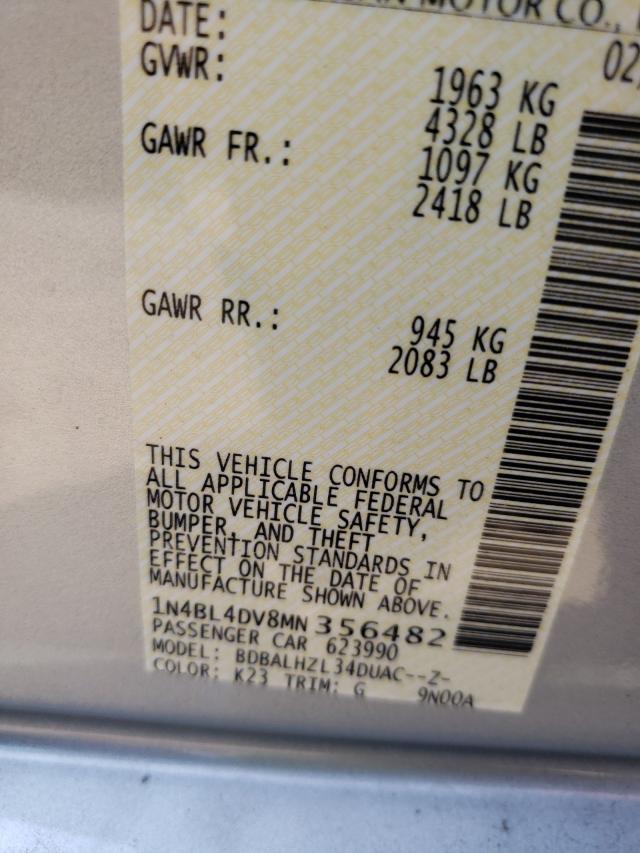 MOTOR CO.,
DATE: 02
GVWR: 1963 KG
4328 LB
GAWR FR.: 1097 KG
2418 LB
GAWR RR.: 945 KG
2083 LB
THIS VEHICLE CONFORMS TO
ALL APPLICABLE FEDERAL
MOTOR VEHICLE SAFETY,
BUMPER, AND THEFT
PREVENTION STANDARDS IN
EFFECT ON THE DATE OF
MANUFACTURE SHOWN ABOVE.
1N4BL4DV8MN356482
PASSENGER CAR 623990
MODEL: BDBALHZL34DUAC--Z-
COLOR: K23 TRIM: G 9N00A